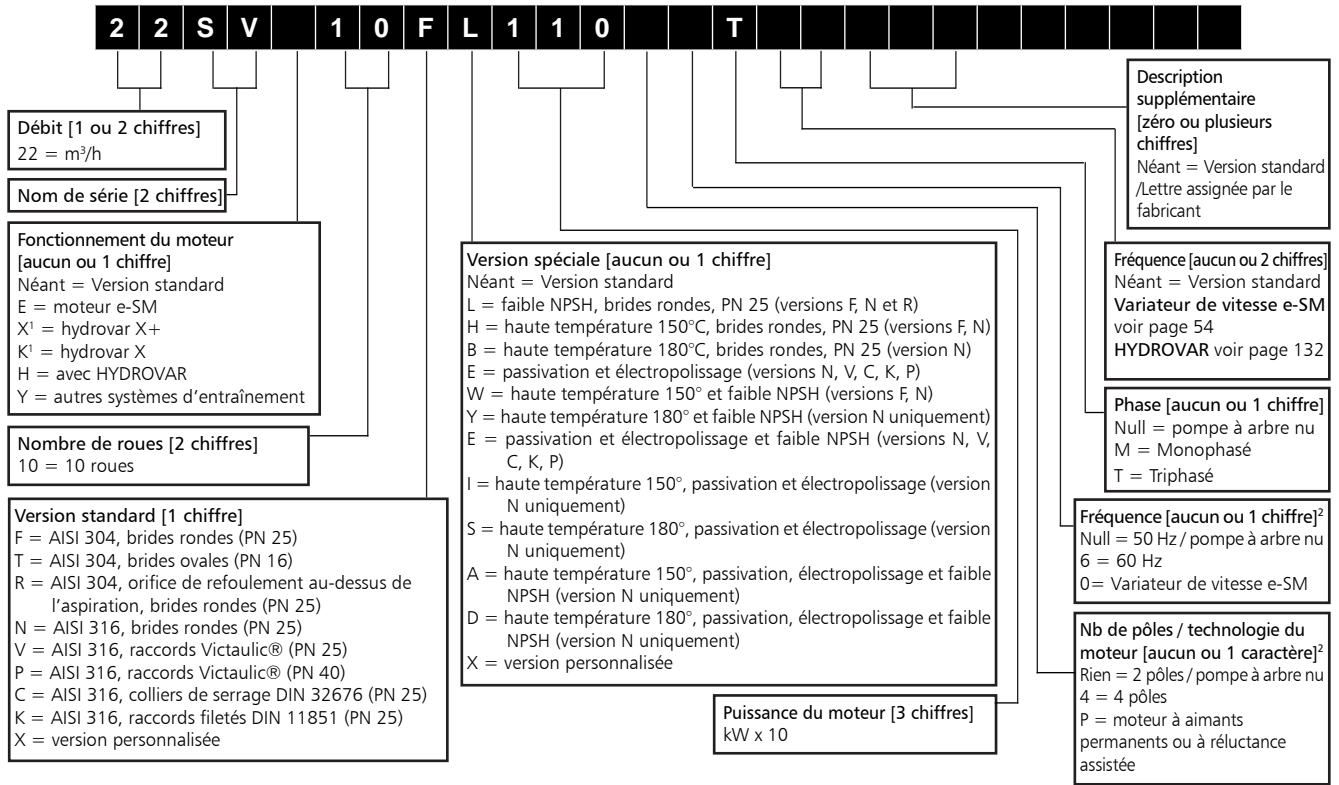 22SV 10FL110 T
Débit [1 ou 2 chiffres]
22 = m³/h
Nom de série [2 chiffres]
Fonctionnement du moteur
[aucun ou 1 chiffre]
Néant = Version standard
E = moteur e-SM
X¹ = hydrovar X+
K¹ = hydrovar X
H = avec HYDROVAR
Y = autres systèmes d'entraînement
Nombre de roues [2 chiffres]
10 = 10 roues
Version standard [1 chiffre]
F = AISI 304, brides rondes (PN 25)
T = AISI 304, brides ovales (PN 16)
R = AISI 304, orifice de refoulement au-dessus de
l'aspiration, brides rondes (PN 25)
N = AISI 316, brides rondes (PN 25)
V = AISI 316, raccords Victaulic® (PN 25)
P = AISI 316, raccords Victaulic® (PN 40)
C = AISI 316, colliers de serrage DIN 32676 (PN 25)
K = AISI 316, raccords filetés DIN 11851 (PN 25)
X = version personnalisée
Version spéciale [aucun ou 1 chiffre]
Néant = Version standard
L = faible NPSH, brides rondes, PN 25 (versions F, N et R)
H = haute température 150°C, brides rondes, PN 25 (versions F, N)
B = haute température 180°C, brides rondes, PN 25 (version N)
E = passivation et électropolissage (versions N, V, C, K, P)
W = haute température 150° et faible NPSH (versions F, N)
Y = haute température 180° et faible NPSH (version N uniquement)
E = passivation et électropolissage et faible NPSH (versions N, V,
C, K, P)
I = haute température 150°, passivation et électropolissage (version
N uniquement)
S = haute température 180°, passivation et électropolissage (version
N uniquement)
A = haute température 150°, passivation, électropolissage et faible
NPSH (version N uniquement)
D = haute température 180°, passivation, électropolissage et faible
NPSH (version N uniquement)
X = version personnalisée
Puissance du moteur [3 chiffres]
kW x 10
Description
supplémentaire
[zéro ou plusieurs
chiffres]
Néant = Version standard
/Lettre assignée par le
fabricant
Fréquence [aucun ou 2 chiffres]
Néant = Version standard
Variateur de vitesse e-SM
voir page 54
HYDROVAR voir page 132
Phase [aucun ou 1 chiffre]
Null = pompe à arbre nu
M = Monophasé
T = Triphasé
Fréquence [aucun ou 1 chiffre]²
Null = 50 Hz / pompe à arbre nu
6 = 60 Hz
0= Variateur de vitesse e-SM
Nb de pôles / technologie du
moteur [aucun ou 1 caractère]²
Rien = 2 pôles / pompe à arbre nu
4 = 4 pôles
P = moteur à aimants
permanents ou à réluctance
assistée